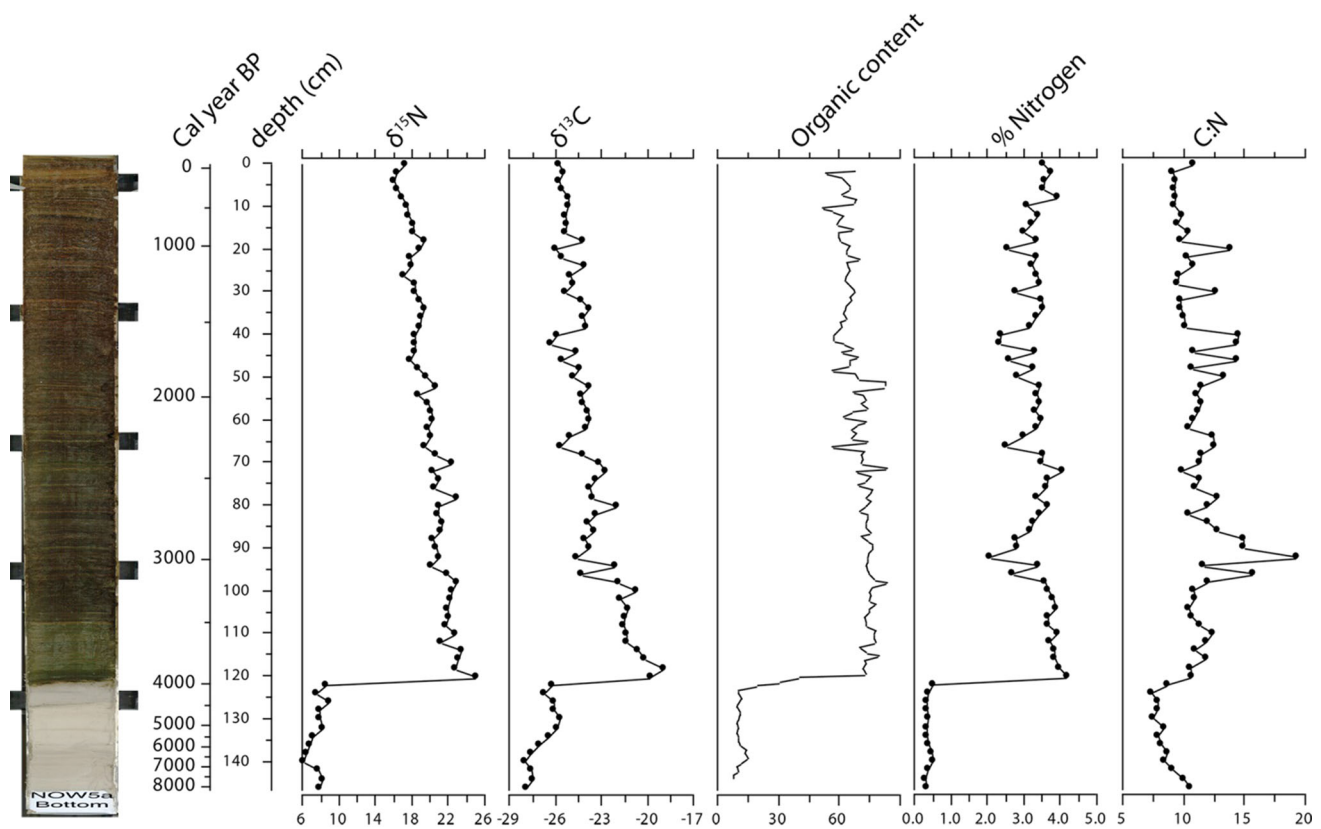 Cal year BP
depth (cm)
δ15N
δ13C
Organic content
% Nitrogen
C:N
0
1000
2000
3000
4000
5000
6000
7000
8000
0
10
20
30
40
50
60
70
80
90
100
110
120
130
140
NOW5a
Bottom
6 10 14 18 22 26
-29 -26 -23 -20 -17
0 30 60
0.0 1.0 2.0 3.0 4.0 5.0
5 10 15 20